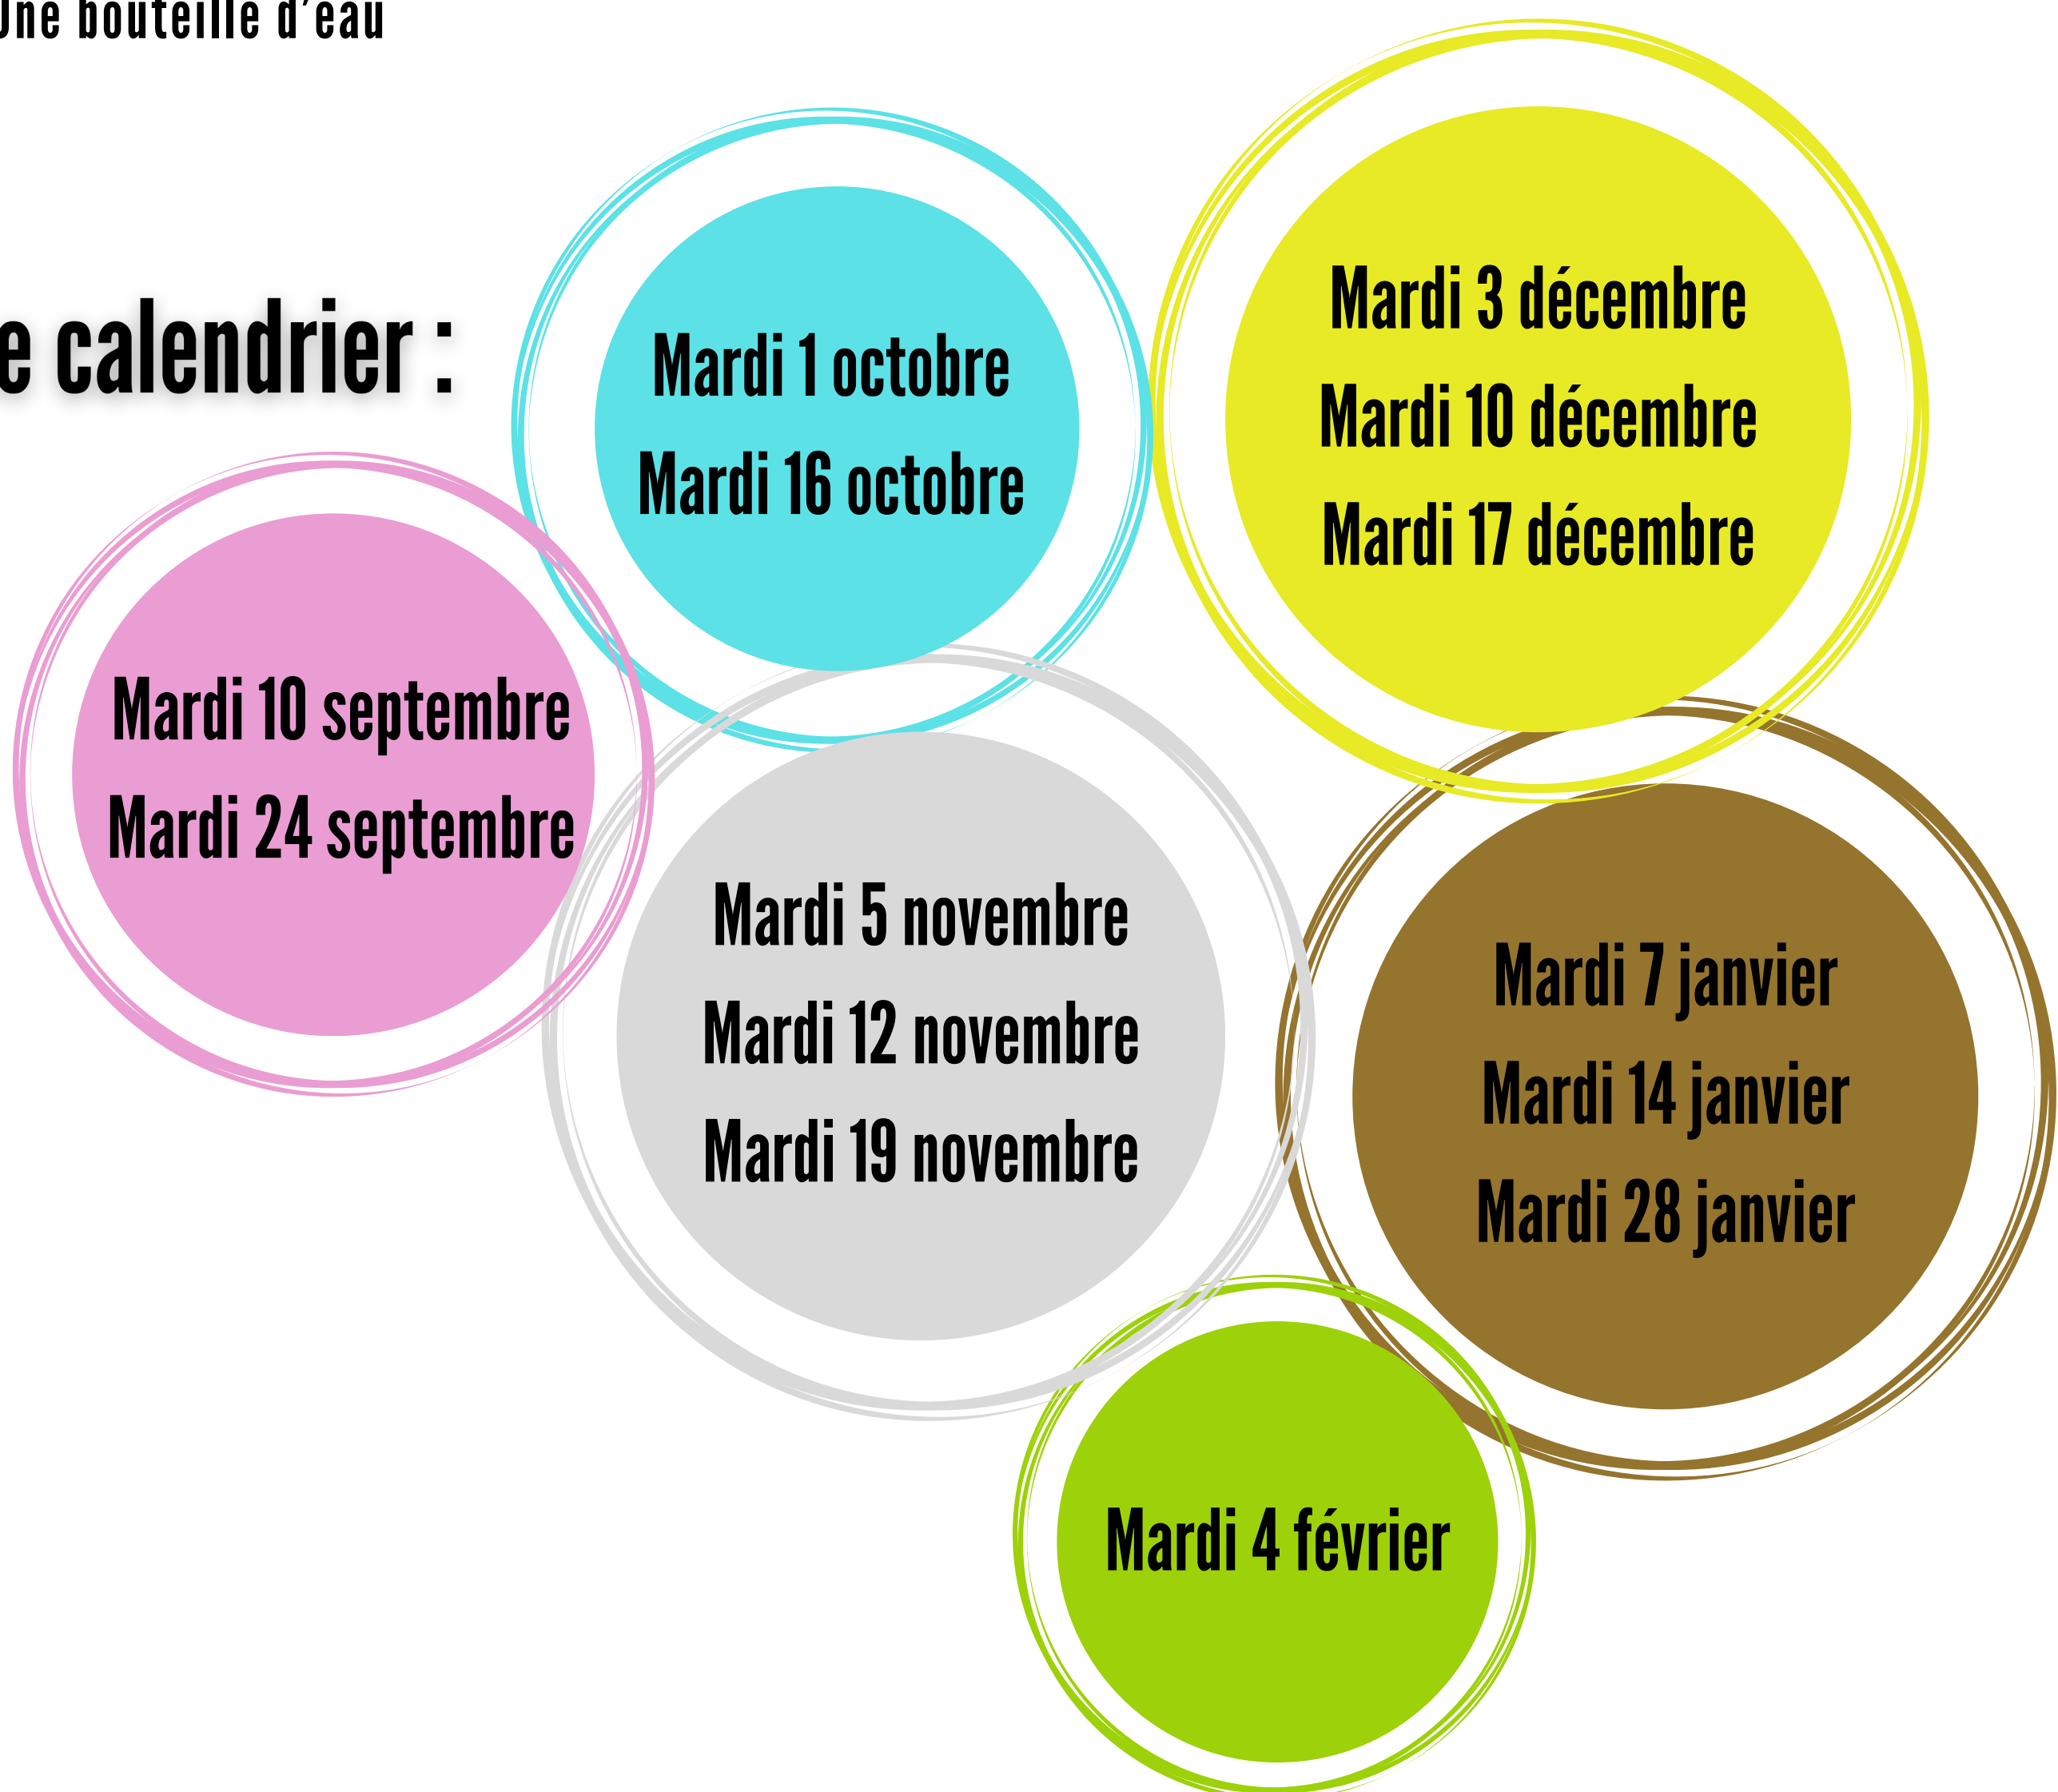 Une bouteille d'eau
e calendrier :
Mardi 10 septembre
Mardi 24 septembre
Mardi 1 octobre
Mardi 16 octobre
Mardi 5 novembre
Mardi 12 novembre
Mardi 19 novembre
Mardi 3 décembre
Mardi 10 décembre
Mardi 17 décembre
Mardi 7 janvier
Mardi 14 janvier
Mardi 28 janvier
Mardi 4 février